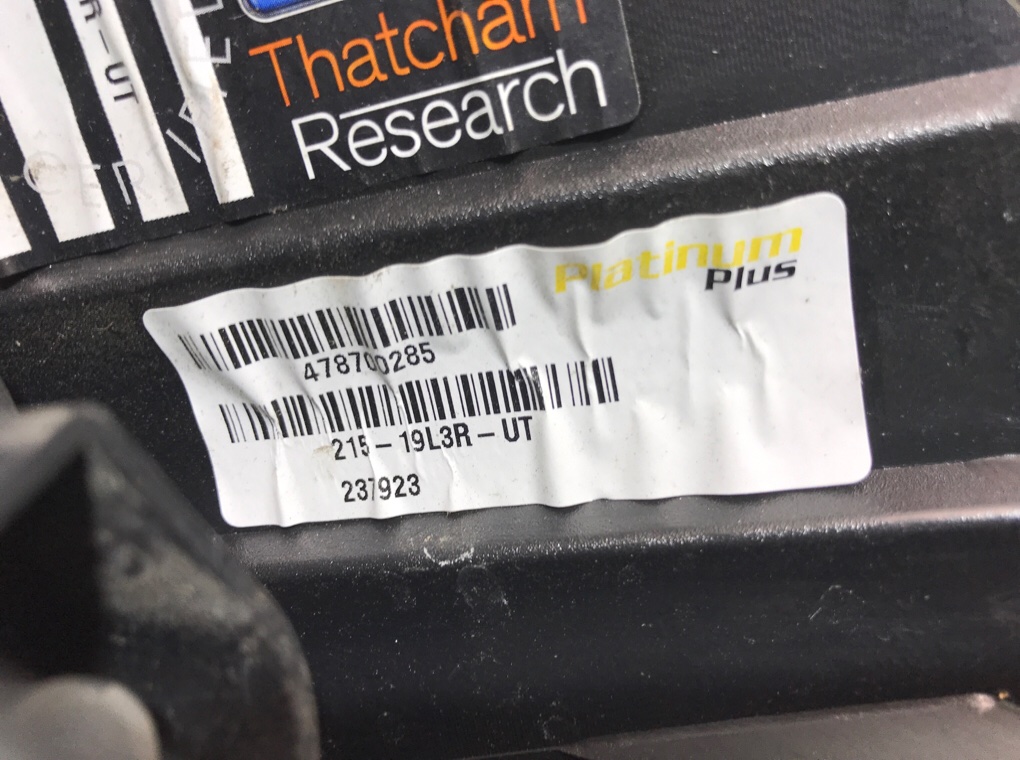 Thatcham
Research
Platinum
Plus
478700285
215-19L3R-UT
237923